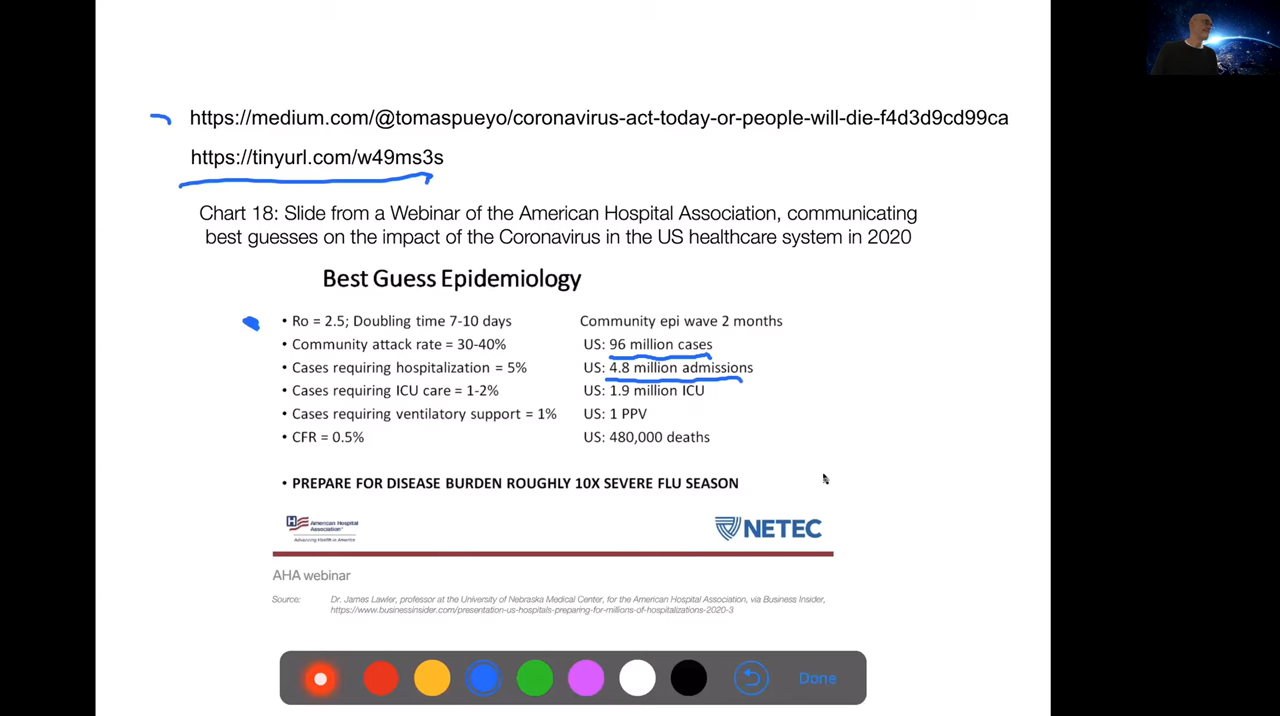 https://medium.com/@tomaspueyo/coronavirus-act-today-or-people-will-die-f4d3d9cd99ca
https://tinyurl.com/w49ms3s
Chart 18: Slide from a Webinar of the American Hospital Association, communicating
best guesses on the impact of the Coronavirus in the US healthcare system in 2020
Best Guess Epidemiology
• Ro = 2.5; Doubling time 7-10 days Community epi wave 2 months
• Community attack rate = 30-40% US: 96 million cases
• Cases requiring hospitalization = 5% US: 4.8 million admissions
• Cases requiring ICU care = 1-2% US: 1.9 million ICU
• Cases requiring ventilatory support = 1% US: 1 PPV
• CFR = 0.5% US: 480,000 deaths
• PREPARE FOR DISEASE BURDEN ROUGHLY 10X SEVERE FLU SEASON
H American Hospital
Association
Advancing Health in America
NETEC
AHA webinar
Source: Dr. James Lawler, professor at the University of Nebraska Medical Center, for the American Hospital Association, via Business Insider,
https://www.businessinsider.com/presentation-us-hospitals-preparing-for-millions-of-hospitalizations-2020-3
Done